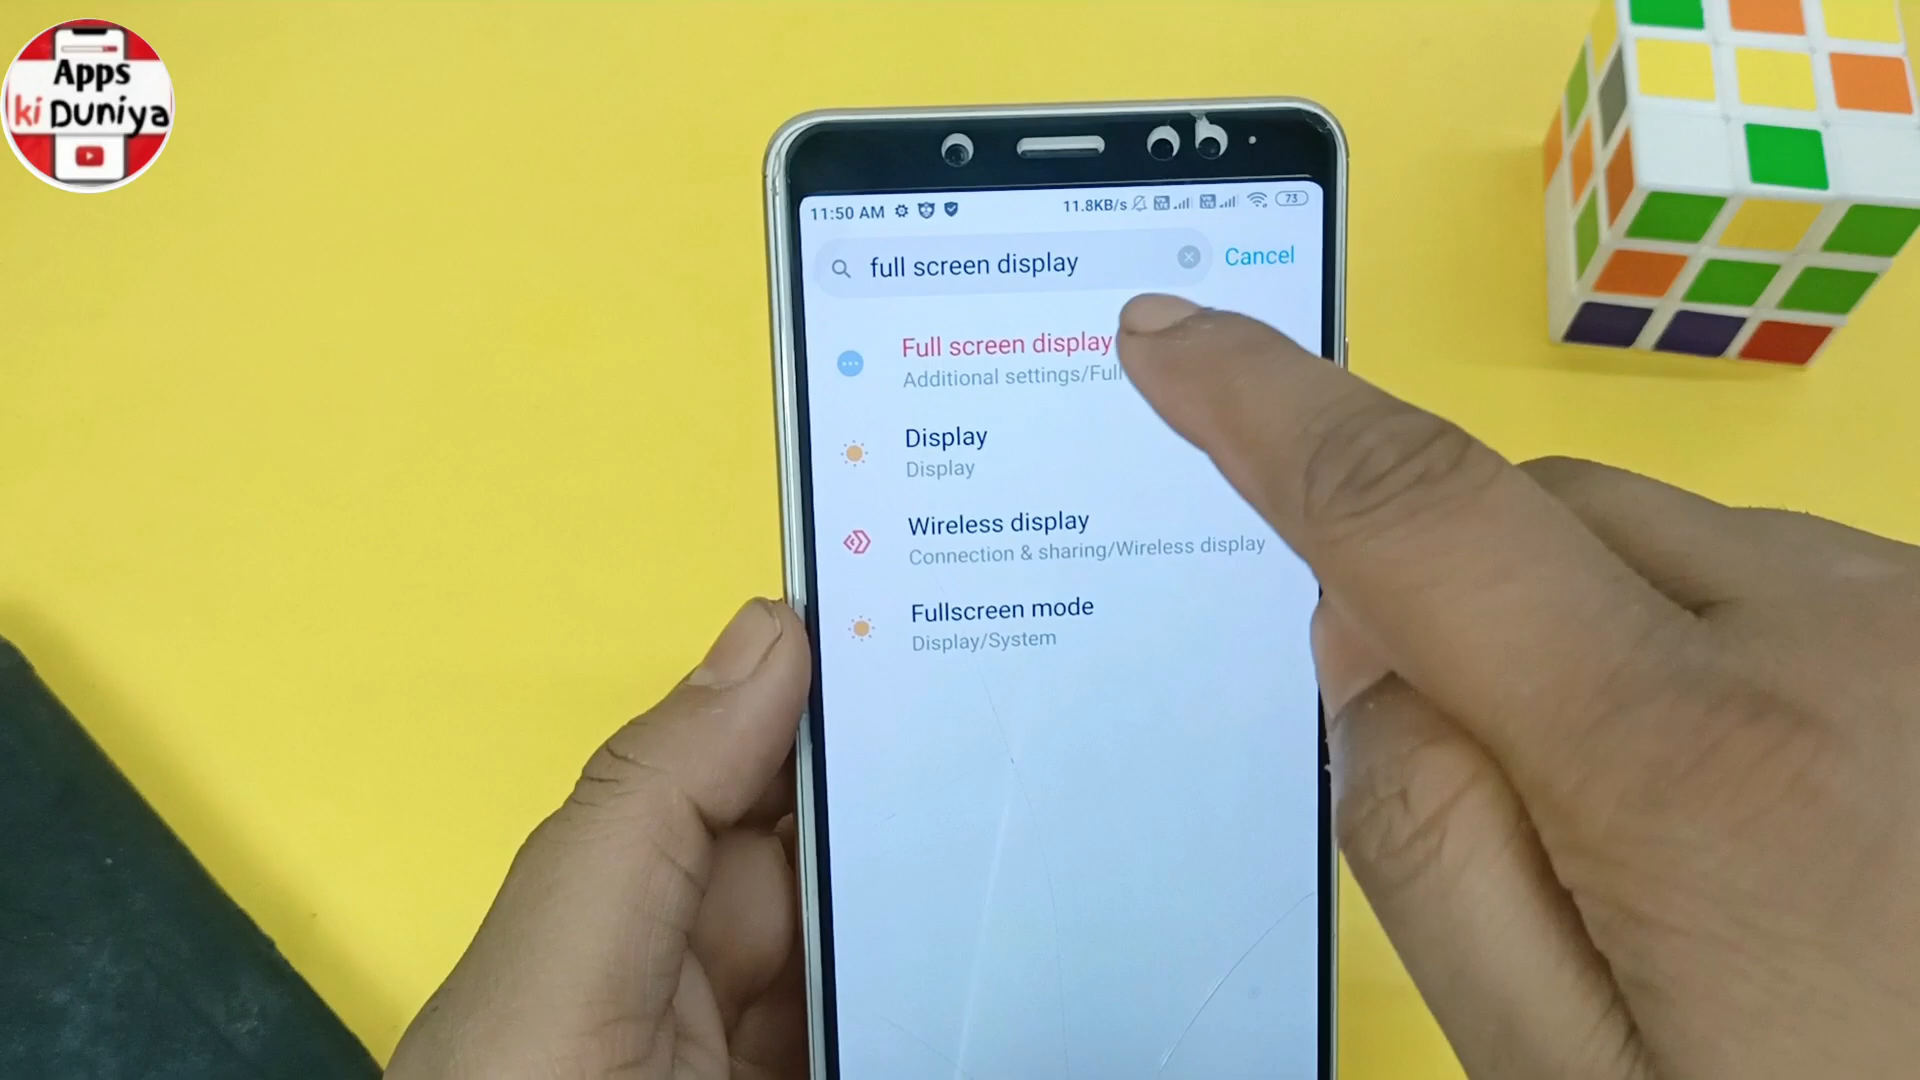 Apps
ki Duniya
11:50 AM
11.8KB/s
73
full screen display
Cancel
Full screen display
Additional settings/Full
Display
Display
Wireless display
Connection & sharing/Wireless display
Fullscreen mode
Display/System